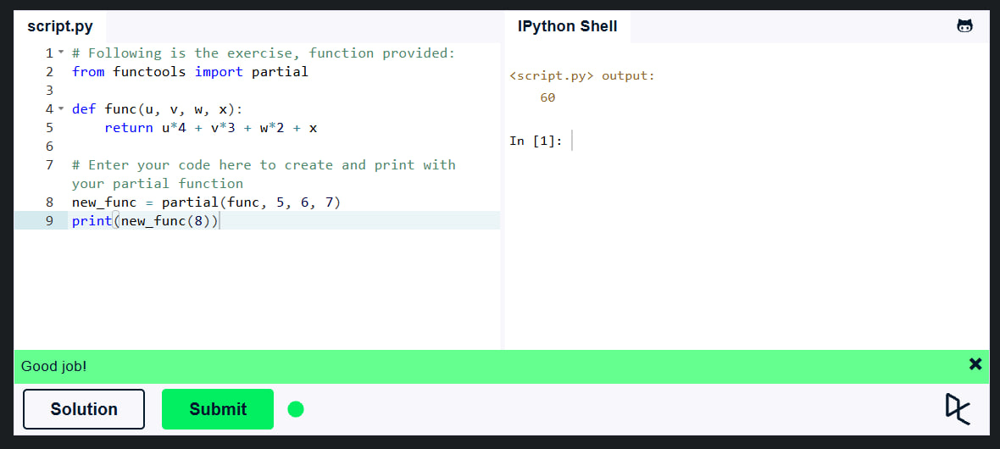 script.py
1 # Following is the exercise, function provided:
2 from functools import partial
3
4 def func(u, v, w, x):
5     return u*4 + v*3 + w*2 + x
6
7 # Enter your code here to create and print with
your partial function
8 new_func = partial(func, 5, 6, 7)
9 print(new_func(8))
IPython Shell
<script.py> output:
    60
In [1]:
Good job!
Solution
Submit